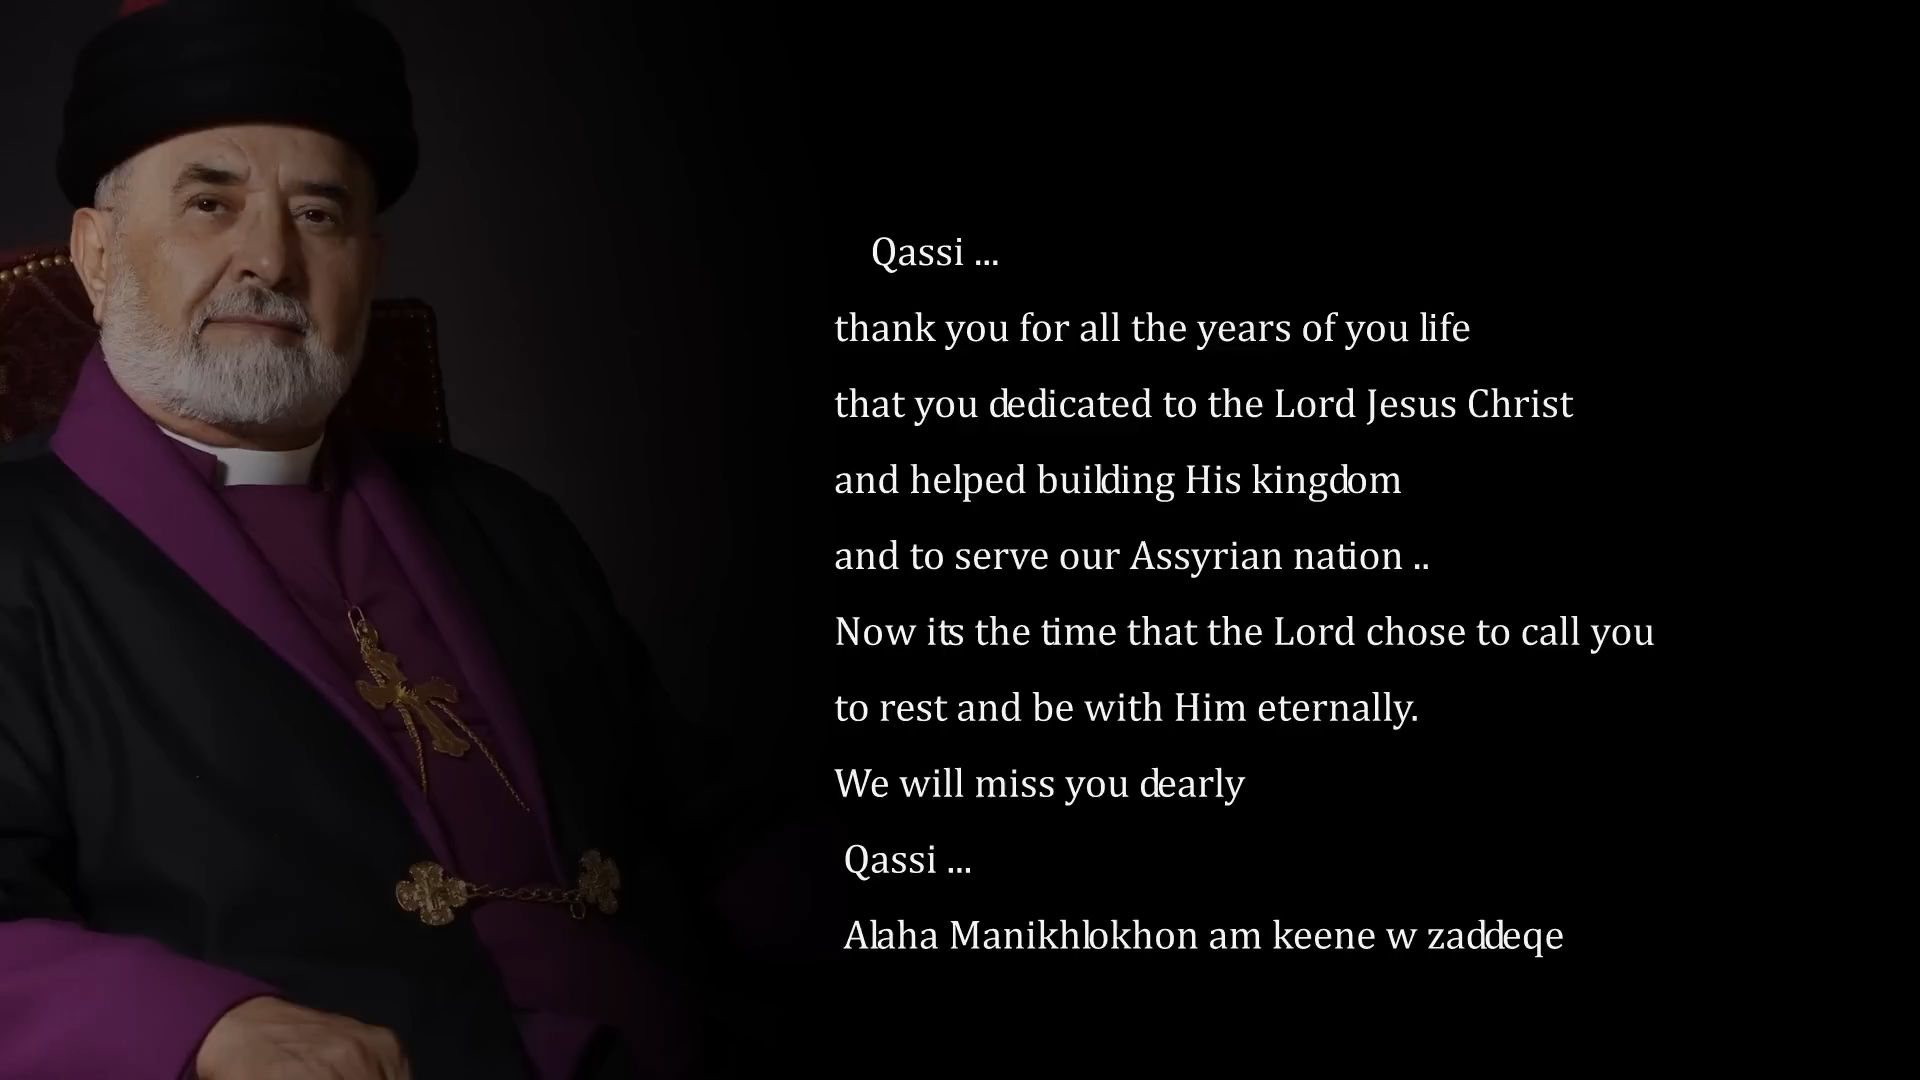 Qassi ...
thank you for all the years of you life
that you dedicated to the Lord Jesus Christ
and helped building His kingdom
and to serve our Assyrian nation ..
Now its the time that the Lord chose to call you
to rest and be with Him eternally.
We will miss you dearly
Qassi ...
Alaha Manikhlokhon am keene w zaddeqe